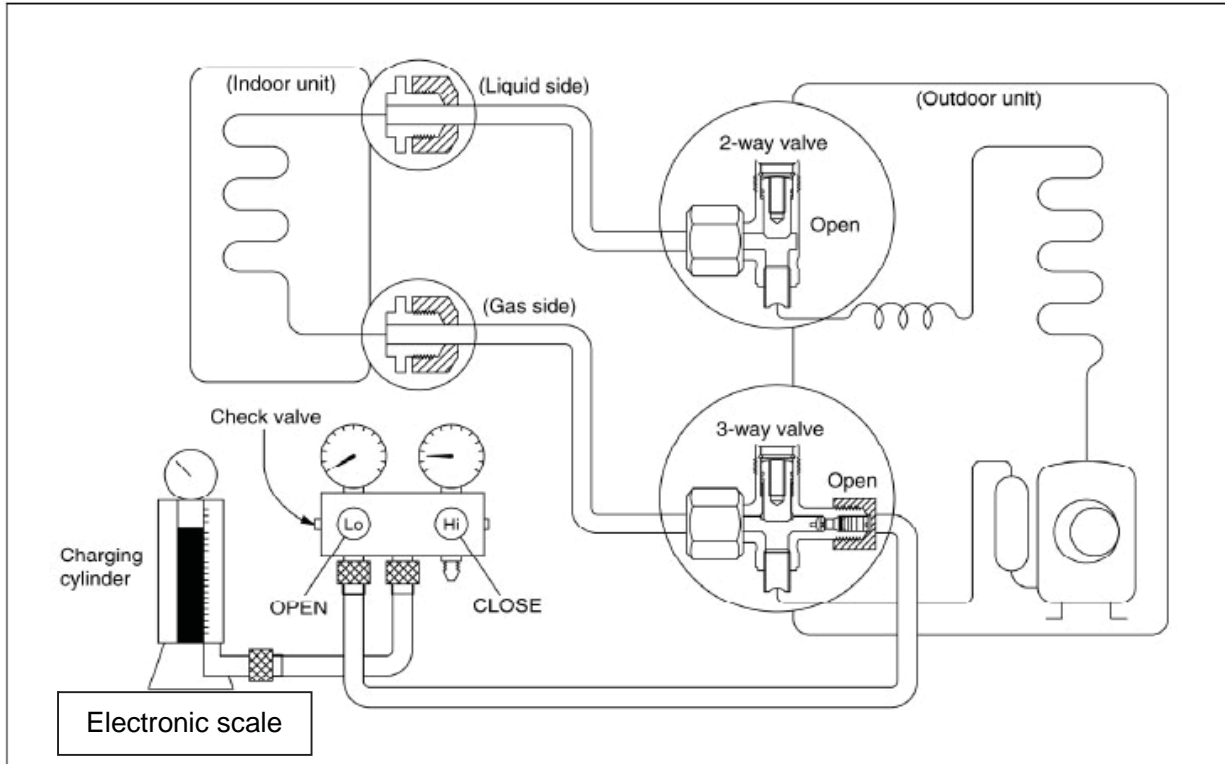 (Indoor unit)
(Liquid side)
(Outdoor unit)
2-way valve
Open
(Gas side)
Check valve
3-way valve
Open
Lo
Hi
Charging
cylinder
OPEN
CLOSE
Electronic scale